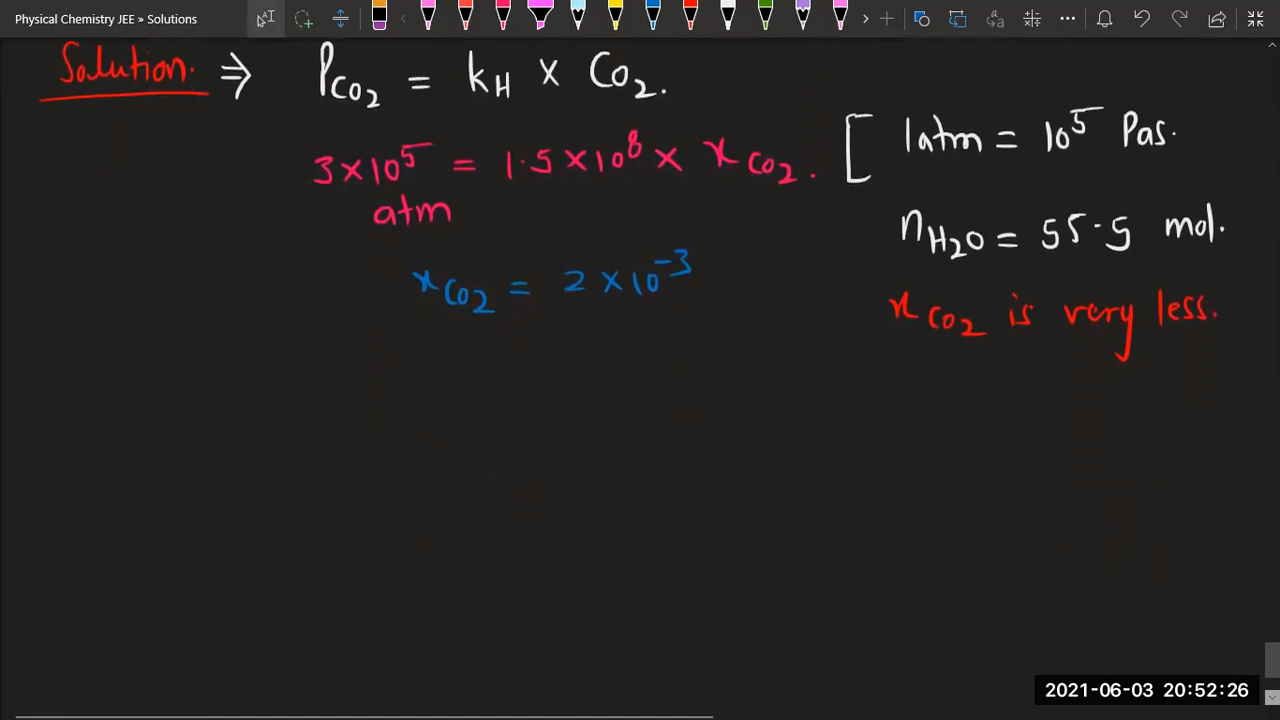 Physical Chemistry JEE » Solutions
Solution. ⇒ P_CO2 = k_H × CO2.
3×10^5 = 1.5×10^8 × x_CO2.
atm
x_CO2 = 2×10^-3
[ 1atm = 10^5 Pas.
n_H2O = 55.5 mol.
x_CO2 is very less.
2021-06-03 20:52:26